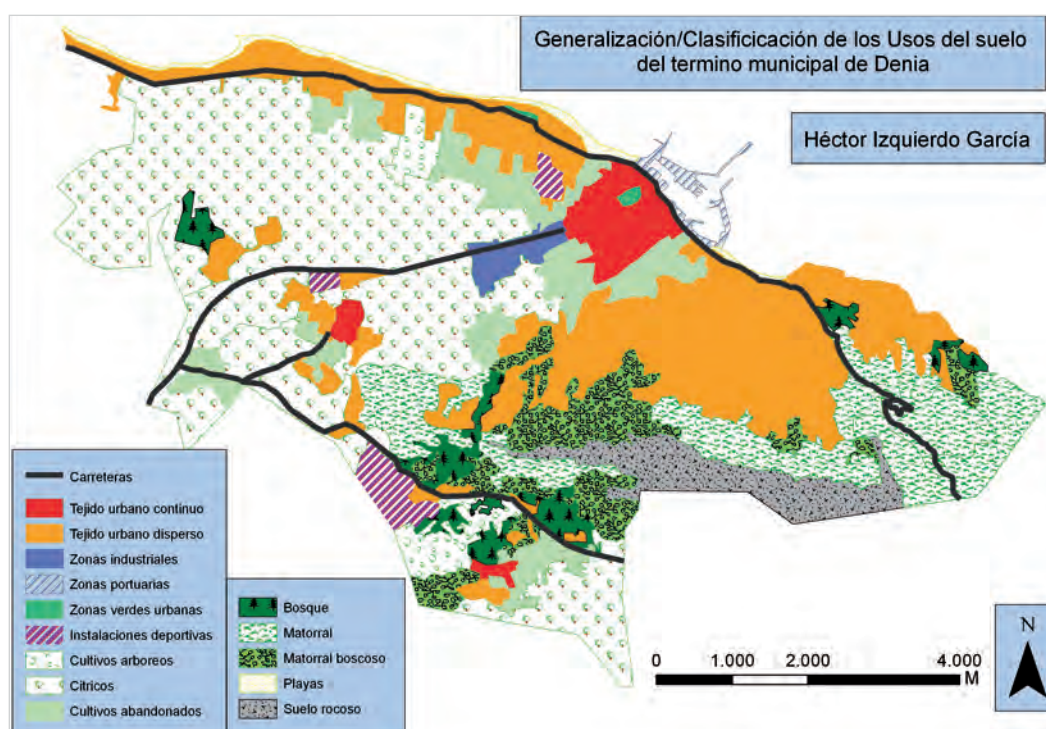 Generalización/Clasificicación de los Usos del suelo
del termino municipal de Denia
Héctor Izquierdo García
Carreteras
Tejido urbano continuo
Tejido urbano disperso
Zonas industriales
Zonas portuarias
Zonas verdes urbanas
Instalaciones deportivas
Cultivos arboreos
Citricos
Cultivos abandonados
Bosque
Matorral
Matorral boscoso
Playas
Suelo rocoso
0 1.000 2.000 4.000
M
N